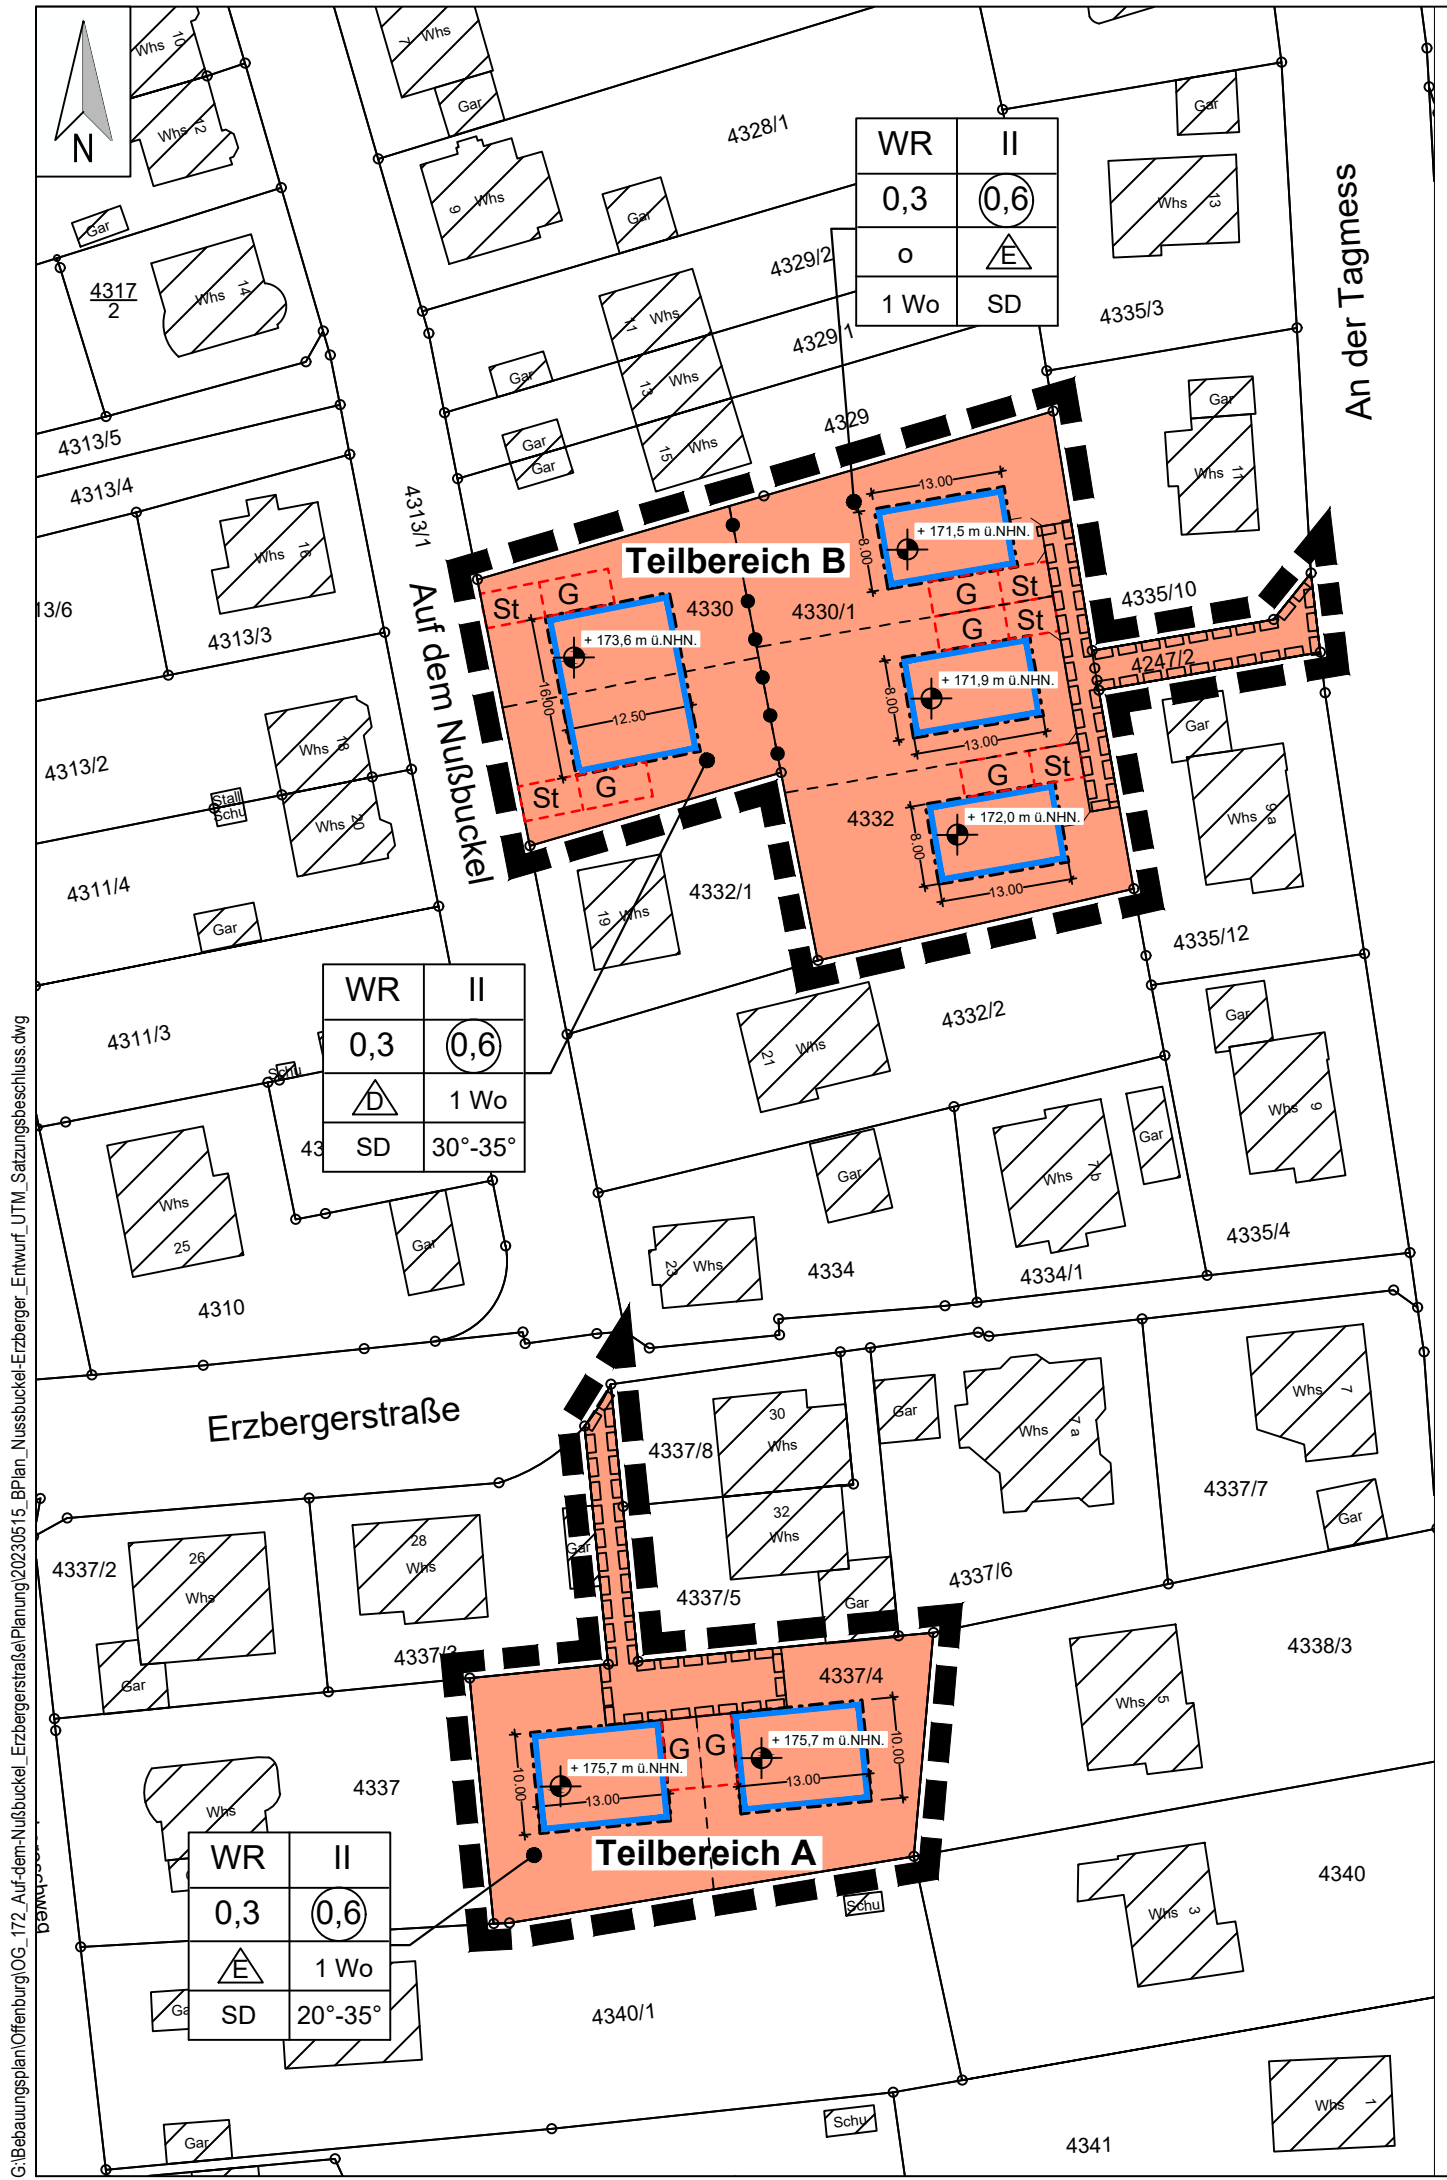 N
Whs 10
Whs 12
Gar
4317
2
Whs 14
4313/5
4313/4
Whs 16
13/6
4313/3
4313/2
Whs 18
Stall
Schu
Whs 20
4311/4
Gar
4311/3
Schu
43
Whs
25
Gar
4310
7 Whs
Gar
9 Whs
Gar
4328/1
4329/2
4329/1
4329
11 Whs
13 Whs
15 Whs
Gar
Gar
Gar
4313/1
Auf dem Nußbuckel
WR II
0,3 0,6
o E
1 Wo SD
Gar
Whs 13
4335/3
An der Tagmess
Gar
Whs 11
4335/10
4247/2
Teilbereich B
St G
4330
4330/1
+ 173,6 m ü.NHN.
16.00
12.50
St G
13.00
8.00
+ 171,5 m ü.NHN.
G St
G St
+ 171,9 m ü.NHN.
8.00
13.00
G St
4332
+ 172,0 m ü.NHN.
8.00
13.00
Gar
Whs 9a
4335/12
19 Whs
4332/1
4332/2
21 Whs
Gar
Whs 9
Gar
Whs 7b
Gar
4335/4
4334/1
4334
23 Whs
WR II
0,3 0,6
D 1 Wo
SD 30°-35°
Erzbergerstraße
4337/8
30
Whs
32
Whs
Gar
Whs 7a
Whs 7
4337/7
Gar
4337/6
4337/5
Gar
4337/2
26
Whs
28
Whs
Gar
Gar
4337/3
4337/4
4338/3
Whs 5
4337
Whs
+ 175,7 m ü.NHN.
10.00
13.00
G G
+ 175,7 m ü.NHN.
13.00
10.00
Teilbereich A
WR II
0,3 0,6
E 1 Wo
SD 20°-35°
Schu
4340
Whs 3
4340/1
Ga
Gar
Schu
4341
Whs 1
G:\Bebauungsplan\Offenburg\OG_172_Auf-dem-Nußbuckel_Erzbergerstraße\Planung\20230515_BPlan_Nussbuckel-Erzberger_Entwurf_UTM_Satzungsbeschluss.dwg